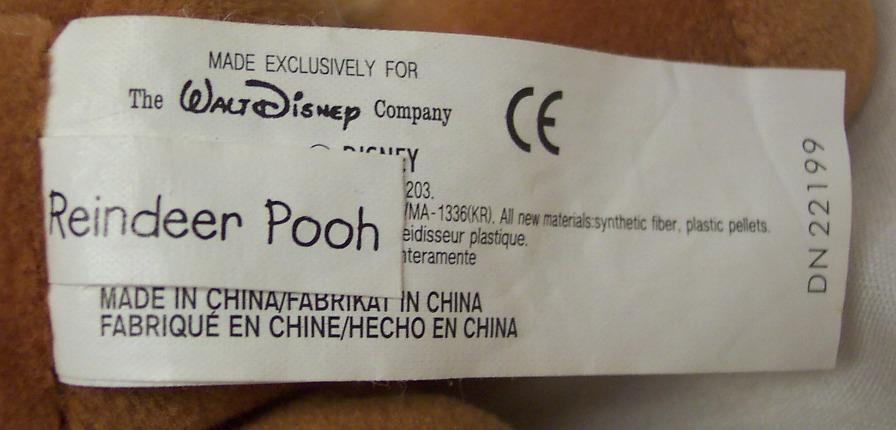 MADE EXCLUSIVELY FOR
The WALT DISNEY Company
CE
DISNEY
Reindeer Pooh
203.
/MA-1336(KR). All new materials:synthetic fiber, plastic pellets.
eidisseur plastique.
nteramente
MADE IN CHINA/FABRIKAT IN CHINA
FABRIQUÉ EN CHINE/HECHO EN CHINA
DN 22199